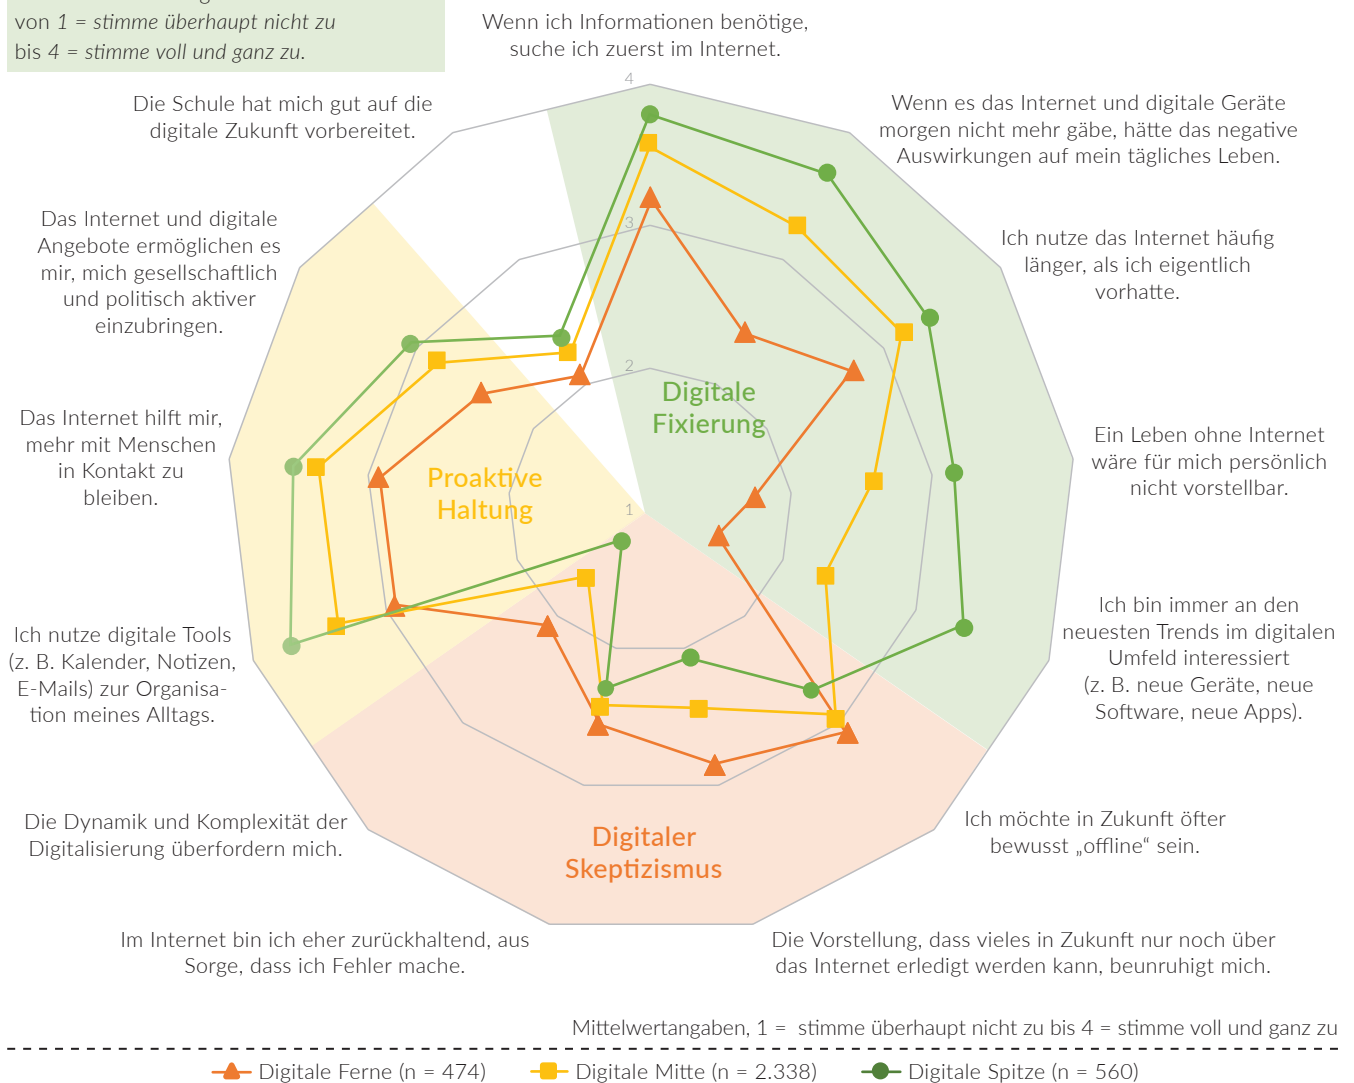 von 1 = stimme überhaupt nicht zu
bis 4 = stimme voll und ganz zu.
Wenn ich Informationen benötige,
suche ich zuerst im Internet.
Wenn es das Internet und digitale Geräte
morgen nicht mehr gäbe, hätte das negative
Auswirkungen auf mein tägliches Leben.
Ich nutze das Internet häufig
länger, als ich eigentlich
vorhatte.
Ein Leben ohne Internet
wäre für mich persönlich
nicht vorstellbar.
Ich bin immer an den
neuesten Trends im digitalen
Umfeld interessiert
(z. B. neue Geräte, neue
Software, neue Apps).
Ich möchte in Zukunft öfter
bewusst „offline“ sein.
Die Vorstellung, dass vieles in Zukunft nur noch über
das Internet erledigt werden kann, beunruhigt mich.
Im Internet bin ich eher zurückhaltend, aus
Sorge, dass ich Fehler mache.
Die Dynamik und Komplexität der
Digitalisierung überfordern mich.
Ich nutze digitale Tools
(z. B. Kalender, Notizen,
E-Mails) zur Organisa-
tion meines Alltags.
Das Internet hilft mir,
mehr mit Menschen
in Kontakt zu
bleiben.
Das Internet und digitale
Angebote ermöglichen es
mir, mich gesellschaftlich
und politisch aktiver
einzubringen.
Die Schule hat mich gut auf die
digitale Zukunft vorbereitet.
4
3
2
1
Digitale
Fixierung
Proaktive
Haltung
Digitaler
Skeptizismus
Mittelwertangaben, 1 = stimme überhaupt nicht zu bis 4 = stimme voll und ganz zu
Digitale Ferne (n = 474)
Digitale Mitte (n = 2.338)
Digitale Spitze (n = 560)